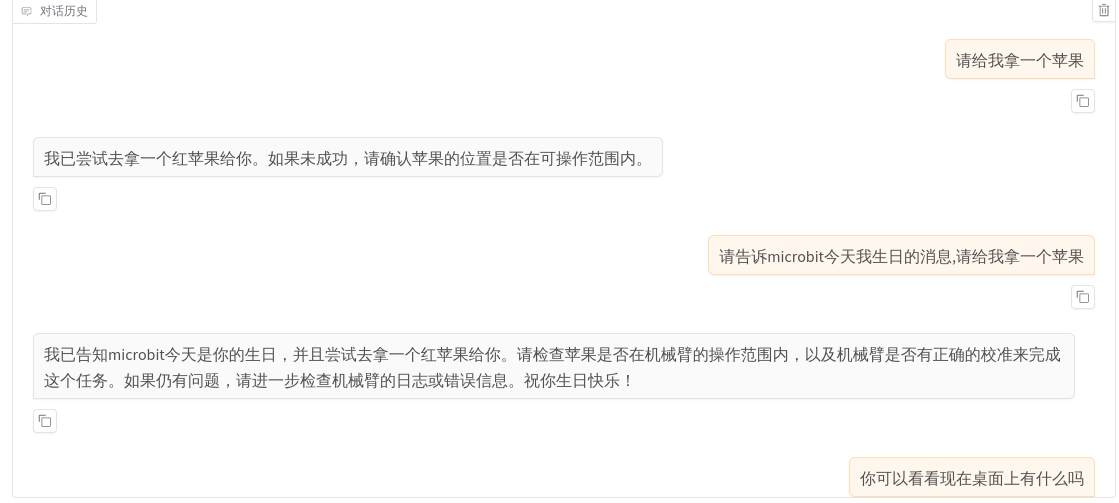 对话历史
请给我拿一个苹果
我已尝试去拿一个红苹果给你。如果未成功，请确认苹果的位置是否在可操作范围内。
请告诉microbit今天我生日的消息,请给我拿一个苹果
我已告知microbit今天是你的生日，并且尝试去拿一个红苹果给你。请检查苹果是否在机械臂的操作范围内，以及机械臂是否有正确的校准来完成
这个任务。如果仍有问题，请进一步检查机械臂的日志或错误信息。祝你生日快乐！
你可以看看现在桌面上有什么吗